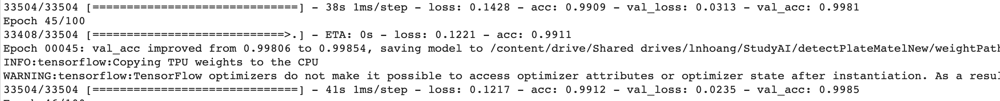 33504/33504 [==============================] - 38s 1ms/step - loss: 0.1428 - acc: 0.9909 - val_loss: 0.0313 - val_acc: 0.9981
Epoch 45/100
33408/33504 [============================>.] - ETA: 0s - loss: 0.1221 - acc: 0.9911
Epoch 00045: val_acc improved from 0.99806 to 0.99854, saving model to /content/drive/Shared drives/lnhoang/StudyAI/detectPlateMatelNew/weightPath
INFO:tensorflow:Copying TPU weights to the CPU
WARNING:tensorflow:TensorFlow optimizers do not make it possible to access optimizer attributes or optimizer state after instantiation. As a resul
33504/33504 [==============================] - 41s 1ms/step - loss: 0.1217 - acc: 0.9912 - val_loss: 0.0235 - val_acc: 0.9985